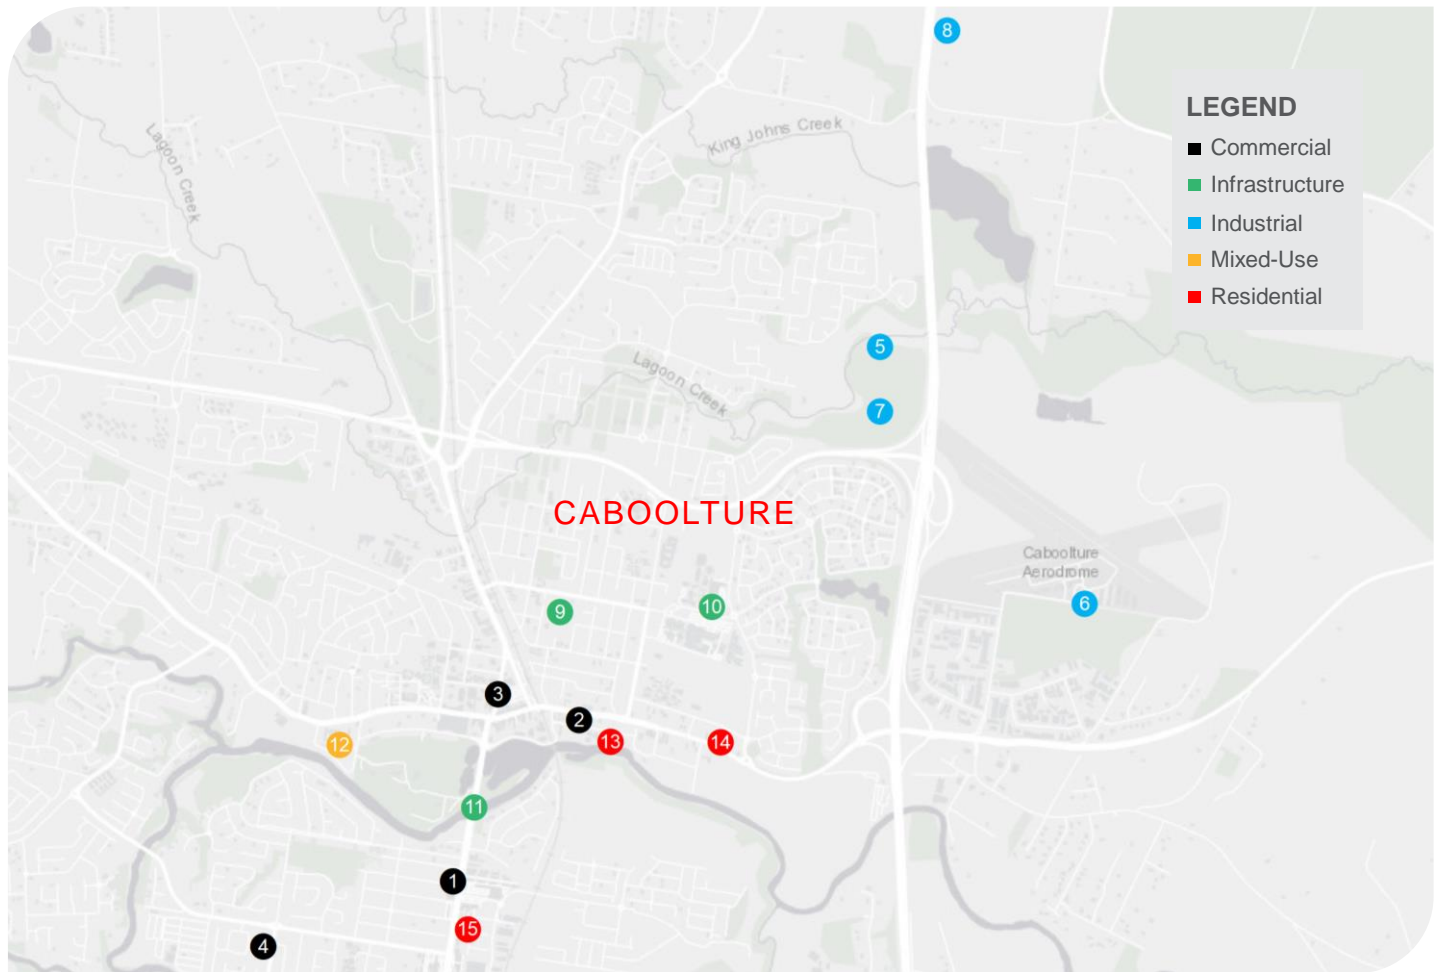 8
LEGEND
Commercial
Infrastructure
Industrial
Mixed-Use
Residential
King Johns Creek
Lagoon Creek
5
Lagoon Creek
7
CABOOLTURE
Caboolture
Aerodrome
6
9
10
3
2
13
14
12
11
1
15
4